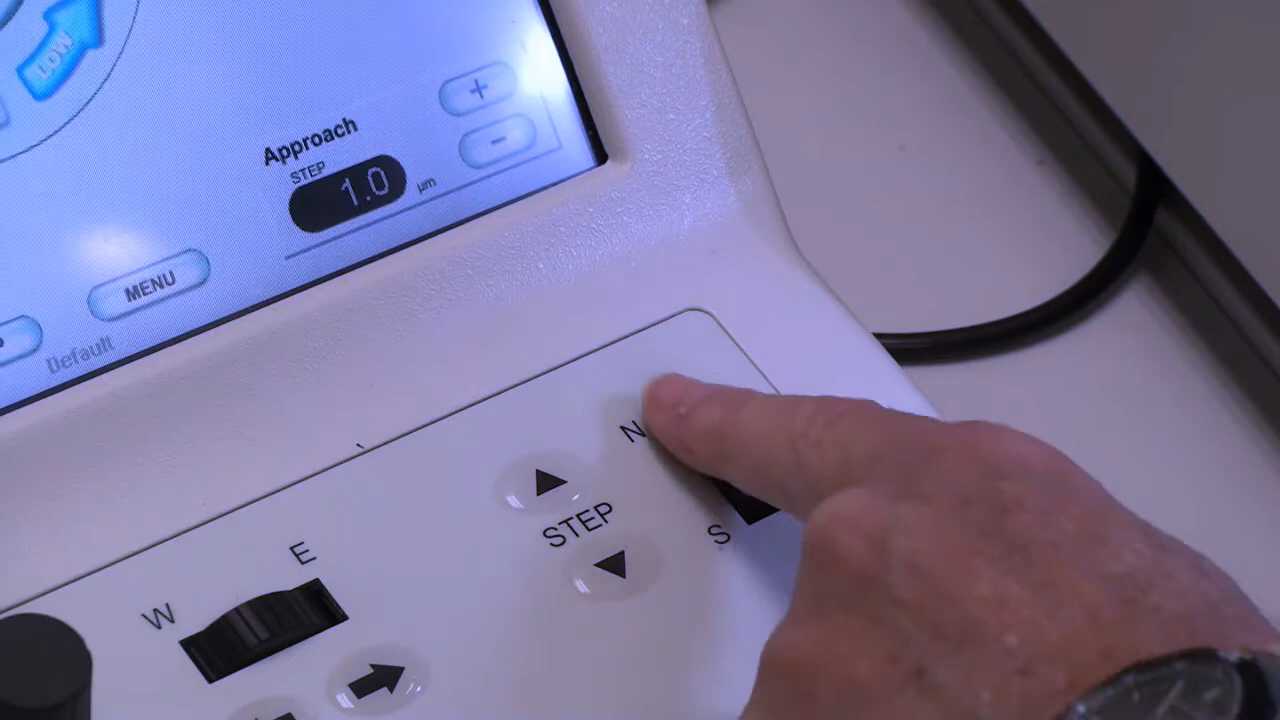 LOW
Approach
STEP
1.0 µm
+
-
MENU
Default
N
STEP
S
E
W